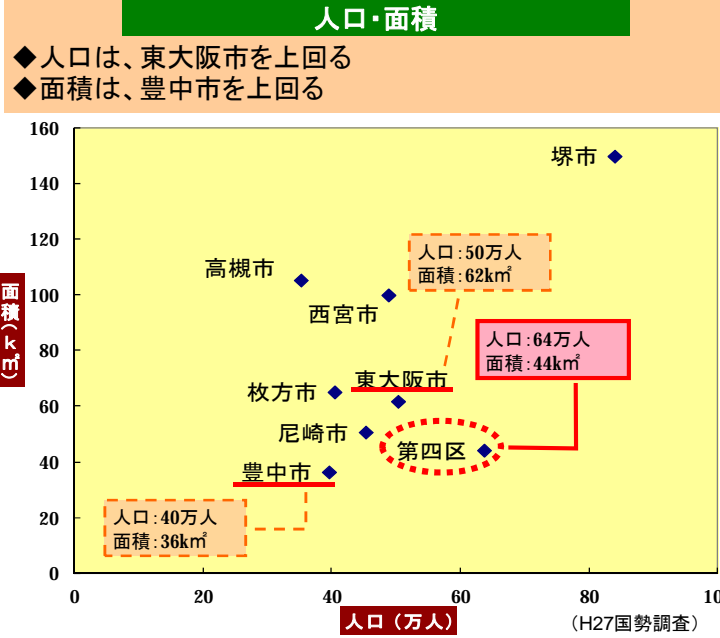 人口・面積
◆人口は、東大阪市を上回る
◆面積は、豊中市を上回る
160
140
120
100
80
60
40
20
0
面積(k㎡)
堺市
高槻市
西宮市
人口:50万人
面積:62k㎡
人口:64万人
面積:44k㎡
東大阪市
枚方市
尼崎市
第四区
豊中市
人口:40万人
面積:36k㎡
0 20 40 60 80 10
人口(万人)
(H27国勢調査)